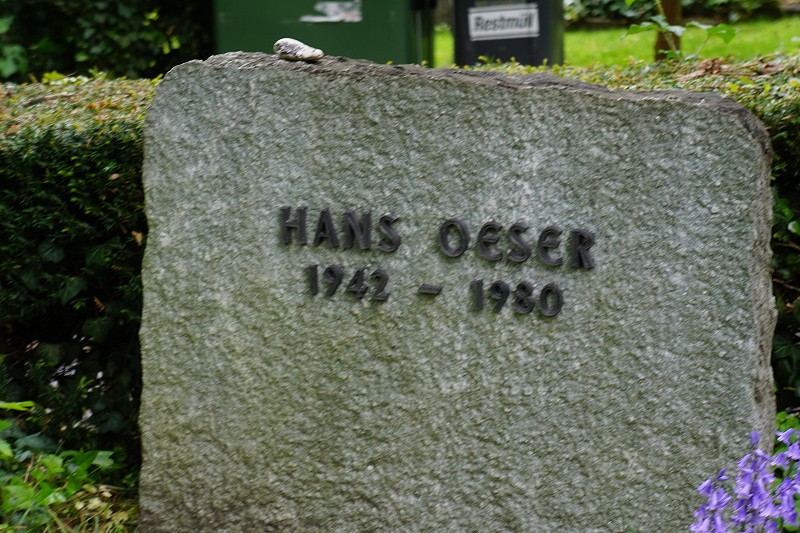 Restmüll
HANS OESER
1942 - 1980